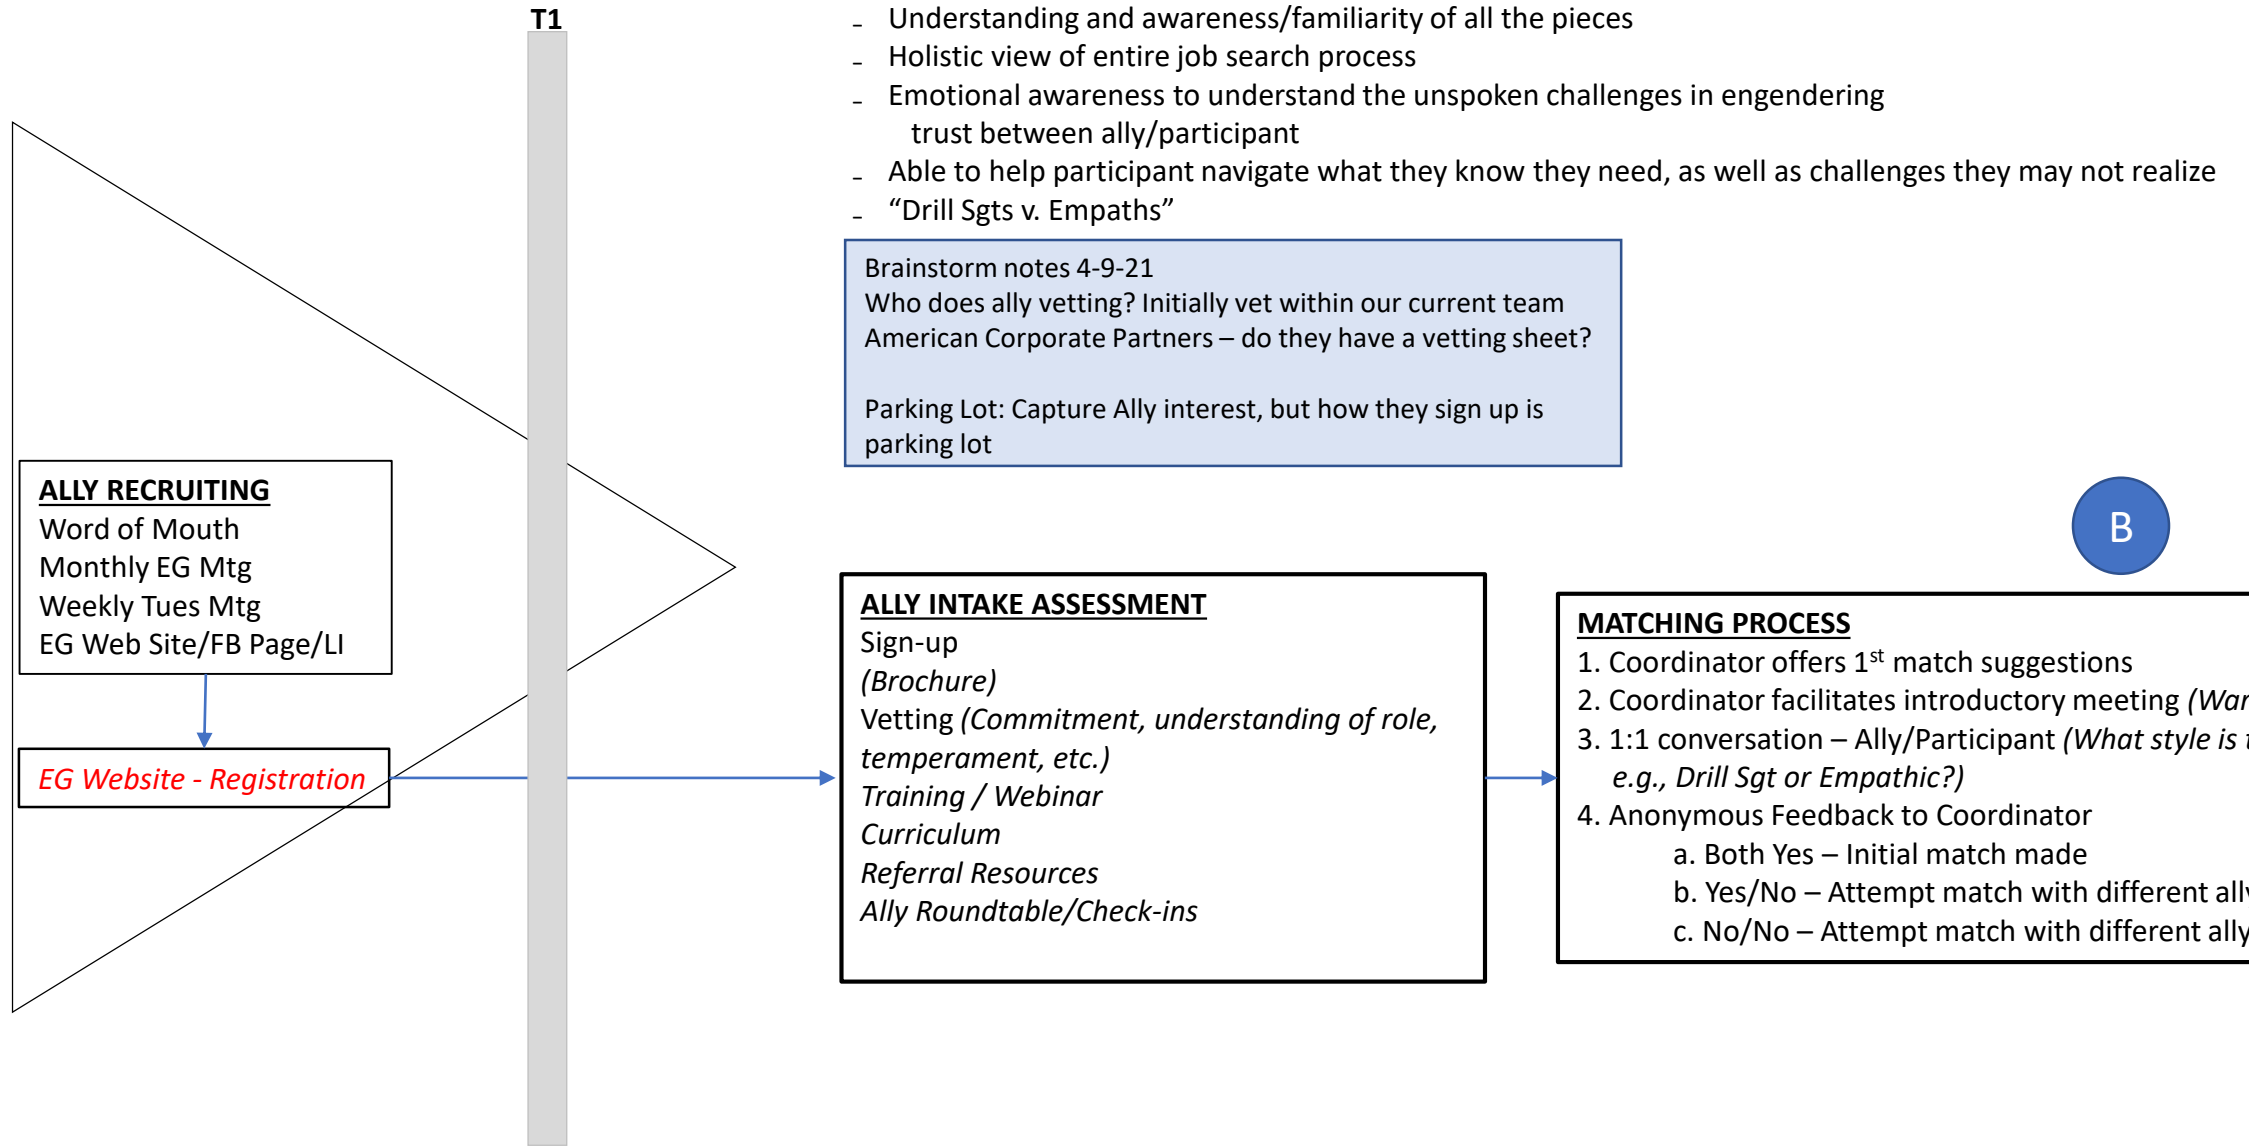 T1
- Understanding and awareness/familiarity of all the pieces
- Holistic view of entire job search process
- Emotional awareness to understand the unspoken challenges in engendering
trust between ally/participant
- Able to help participant navigate what they know they need, as well as challenges they may not realize
- “Drill Sgts v. Empaths”
Brainstorm notes 4-9-21
Who does ally vetting? Initially vet within our current team
American Corporate Partners – do they have a vetting sheet?
Parking Lot: Capture Ally interest, but how they sign up is
parking lot
ALLY RECRUITING
Word of Mouth
Monthly EG Mtg
Weekly Tues Mtg
EG Web Site/FB Page/LI
EG Website - Registration
ALLY INTAKE ASSESSMENT
Sign-up
(Brochure)
Vetting (Commitment, understanding of role,
temperament, etc.)
Training / Webinar
Curriculum
Referral Resources
Ally Roundtable/Check-ins
B
MATCHING PROCESS
1. Coordinator offers 1st match suggestions
2. Coordinator facilitates introductory meeting
3. 1:1 conversation – Ally/Participant (What style is
e.g., Drill Sgt or Empathic?)
4. Anonymous Feedback to Coordinator
a. Both Yes – Initial match made
b. Yes/No – Attempt match with different ally
c. No/No – Attempt match with different ally